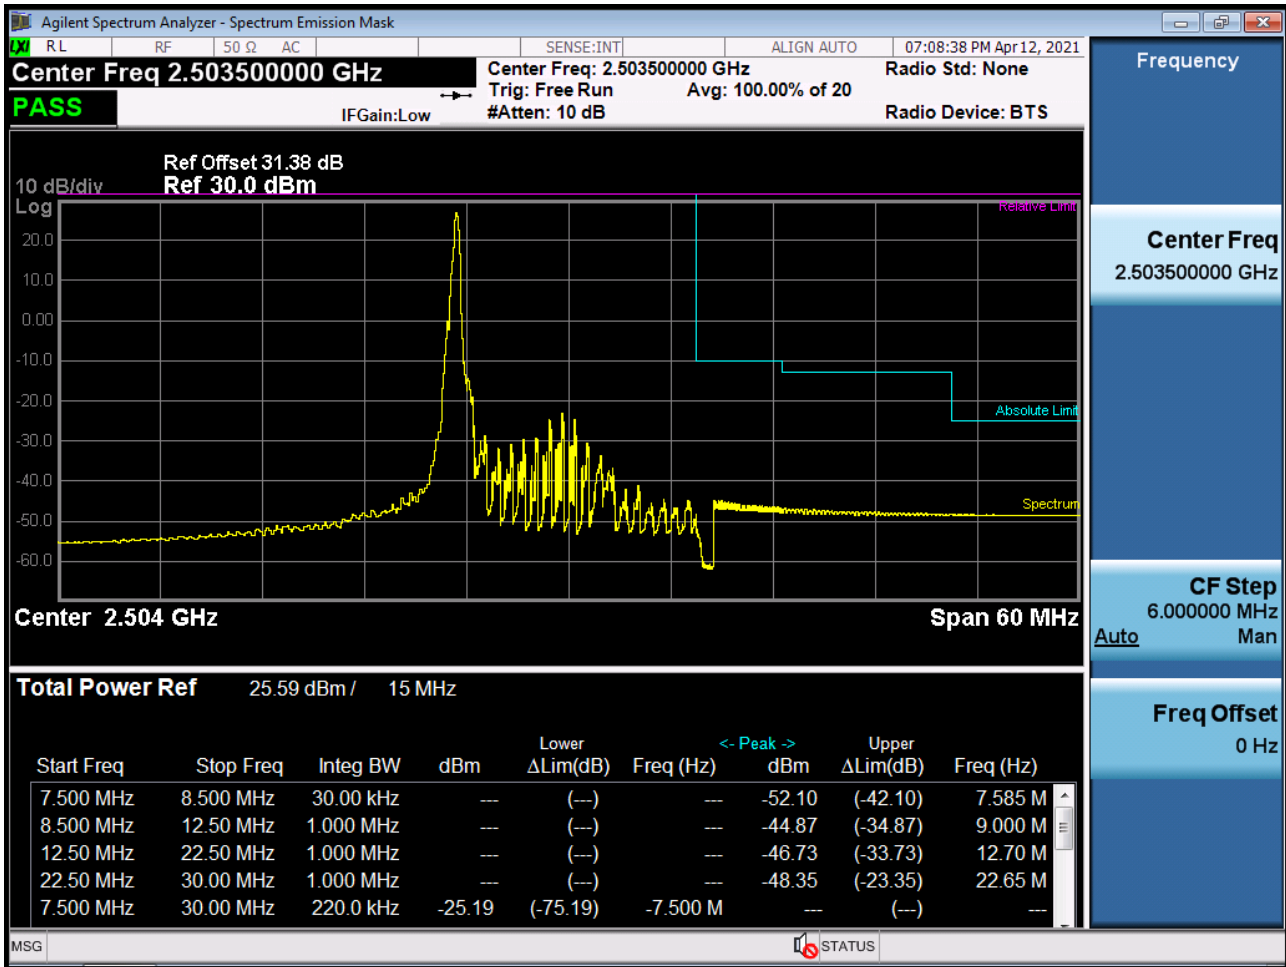 Agilent Spectrum Analyzer - Spectrum Emission Mask
LXI RL RF 50 Ω AC SENSE:INT ALIGN AUTO 07:08:38 PM Apr 12, 2021
Center Freq 2.503500000 GHz Center Freq: 2.503500000 GHz Radio Std: None
Trig: Free Run Avg: 100.00% of 20
PASS IFGain:Low #Atten: 10 dB Radio Device: BTS
Ref Offset 31.38 dB
10 dB/div Ref 30.0 dBm
Log
Relative Limit
20.0
10.0
0.00
-10.0
-20.0
Absolute Limit
-30.0
-40.0
Spectrum
-50.0
-60.0
Center 2.504 GHz Span 60 MHz
Total Power Ref 25.59 dBm / 15 MHz
Lower <- Peak -> Upper
Start Freq Stop Freq Integ BW dBm ΔLim(dB) Freq (Hz) dBm ΔLim(dB) Freq (Hz)
7.500 MHz 8.500 MHz 30.00 kHz --- (---) --- -52.10 (-42.10) 7.585 M
8.500 MHz 12.50 MHz 1.000 MHz --- (---) --- -44.87 (-34.87) 9.000 M
12.50 MHz 22.50 MHz 1.000 MHz --- (---) --- -46.73 (-33.73) 12.70 M
22.50 MHz 30.00 MHz 1.000 MHz --- (---) --- -48.35 (-23.35) 22.65 M
7.500 MHz 30.00 MHz 220.0 kHz -25.19 (-75.19) -7.500 M --- (---) ---
MSG STATUS
Frequency
Center Freq
2.503500000 GHz
CF Step
6.000000 MHz
Auto Man
Freq Offset
0 Hz